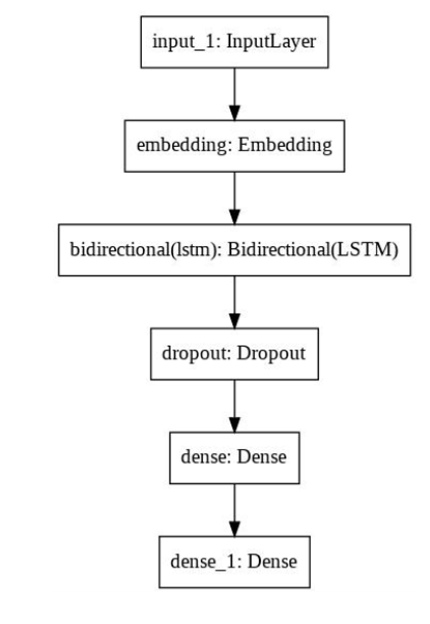 input_1: InputLayer
embedding: Embedding
bidirectional(lstm): Bidirectional(LSTM)
dropout: Dropout
dense: Dense
dense_1: Dense